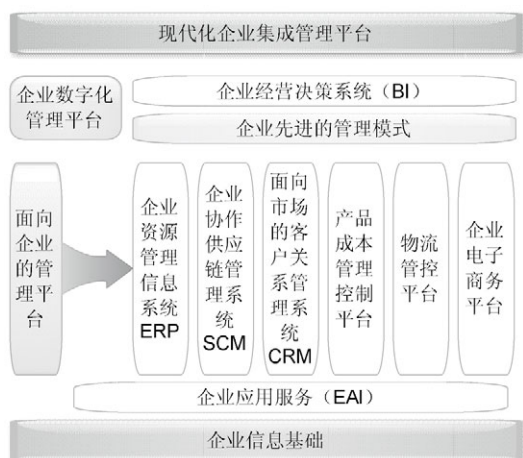 现代化企业集成管理平台
企业数字化
管理平台
企业经营决策系统（BI）
企业先进的管理模式
面向
企业
的管
理平
台
企业
资源
管理
信息
系统
ERP
企业
协作
供应
链管
理系
统
SCM
面向
市场
的客
户关
系管
理系
统
CRM
产品
成本
管理
控制
平台
物流
管控
平台
企业
电子
商务
平台
企业应用服务（EAI）
企业信息基础